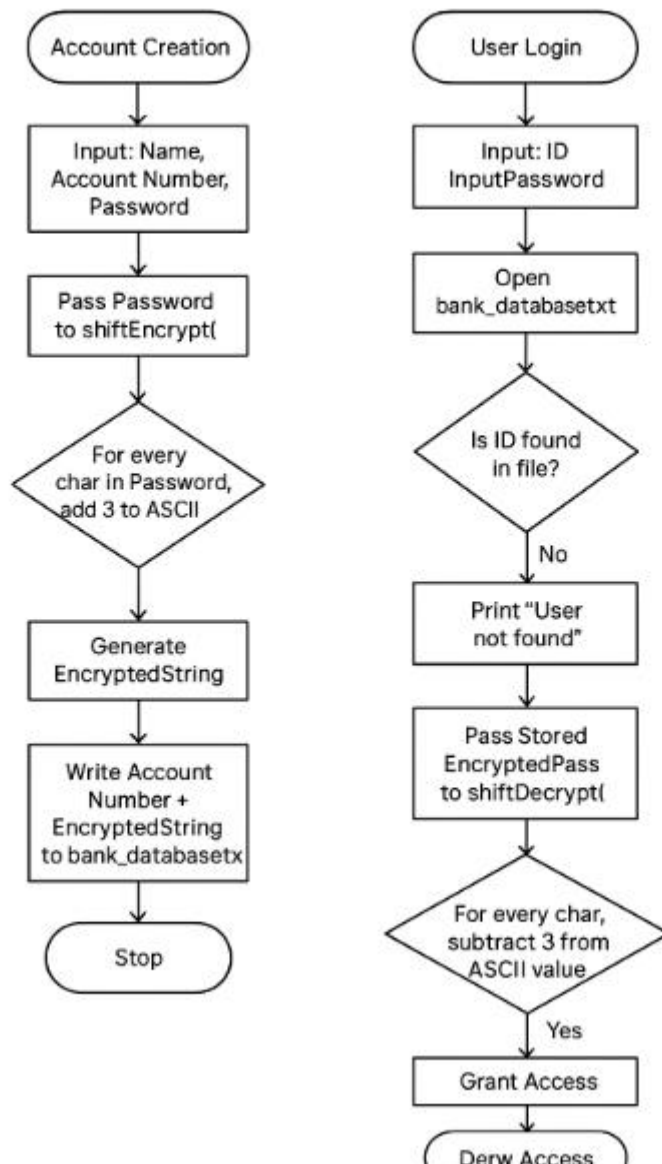 Account Creation
Input: Name,
Account Number,
Password
Pass Password
to shiftEncrypt(
For every
char in Password,
add 3 to ASCII
Generate
EncryptedString
Write Account
Number +
EncryptedString
to bank_databasetx
Stop
User Login
Input: ID
InputPassword
Open
bank_databasetxt
Is ID found
in file?
No
Print “User
not found”
Pass Stored
EncryptedPass
to shiftDecrypt(
For every char,
subtract 3 from
ASCII value
Yes
Grant Access
Derw Access